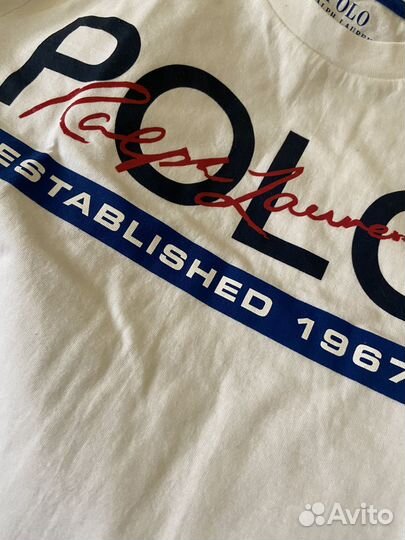 POLO
RALPH LAUREN
POLO
Ralph Lauren
ESTABLISHED 1967
Avito